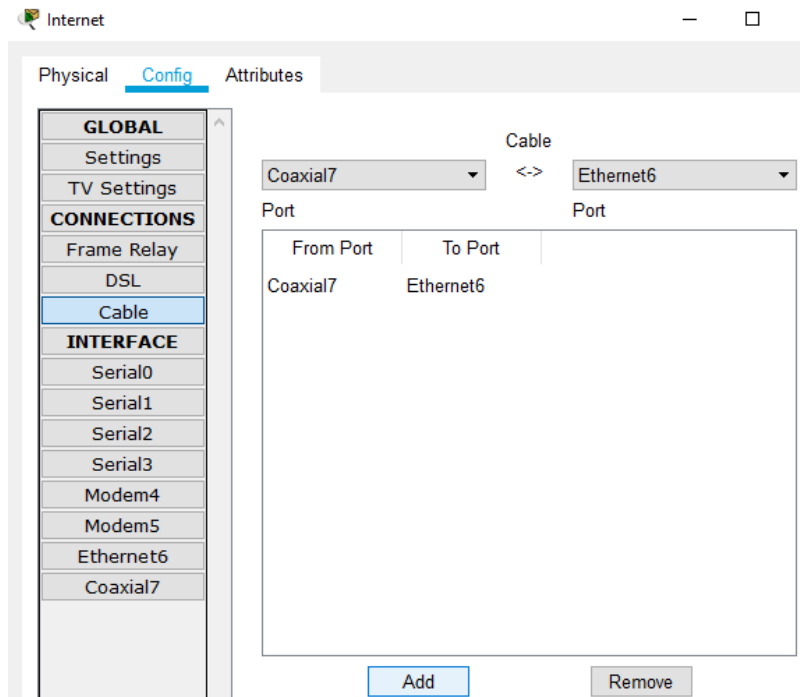 Internet
Physical Config Attributes
GLOBAL
Settings
TV Settings
CONNECTIONS
Frame Relay
DSL
Cable
INTERFACE
Serial0
Serial1
Serial2
Serial3
Modem4
Modem5
Ethernet6
Coaxial7
Cable
Coaxial7 <-> Ethernet6
Port Port
From Port To Port
Coaxial7 Ethernet6
Add Remove